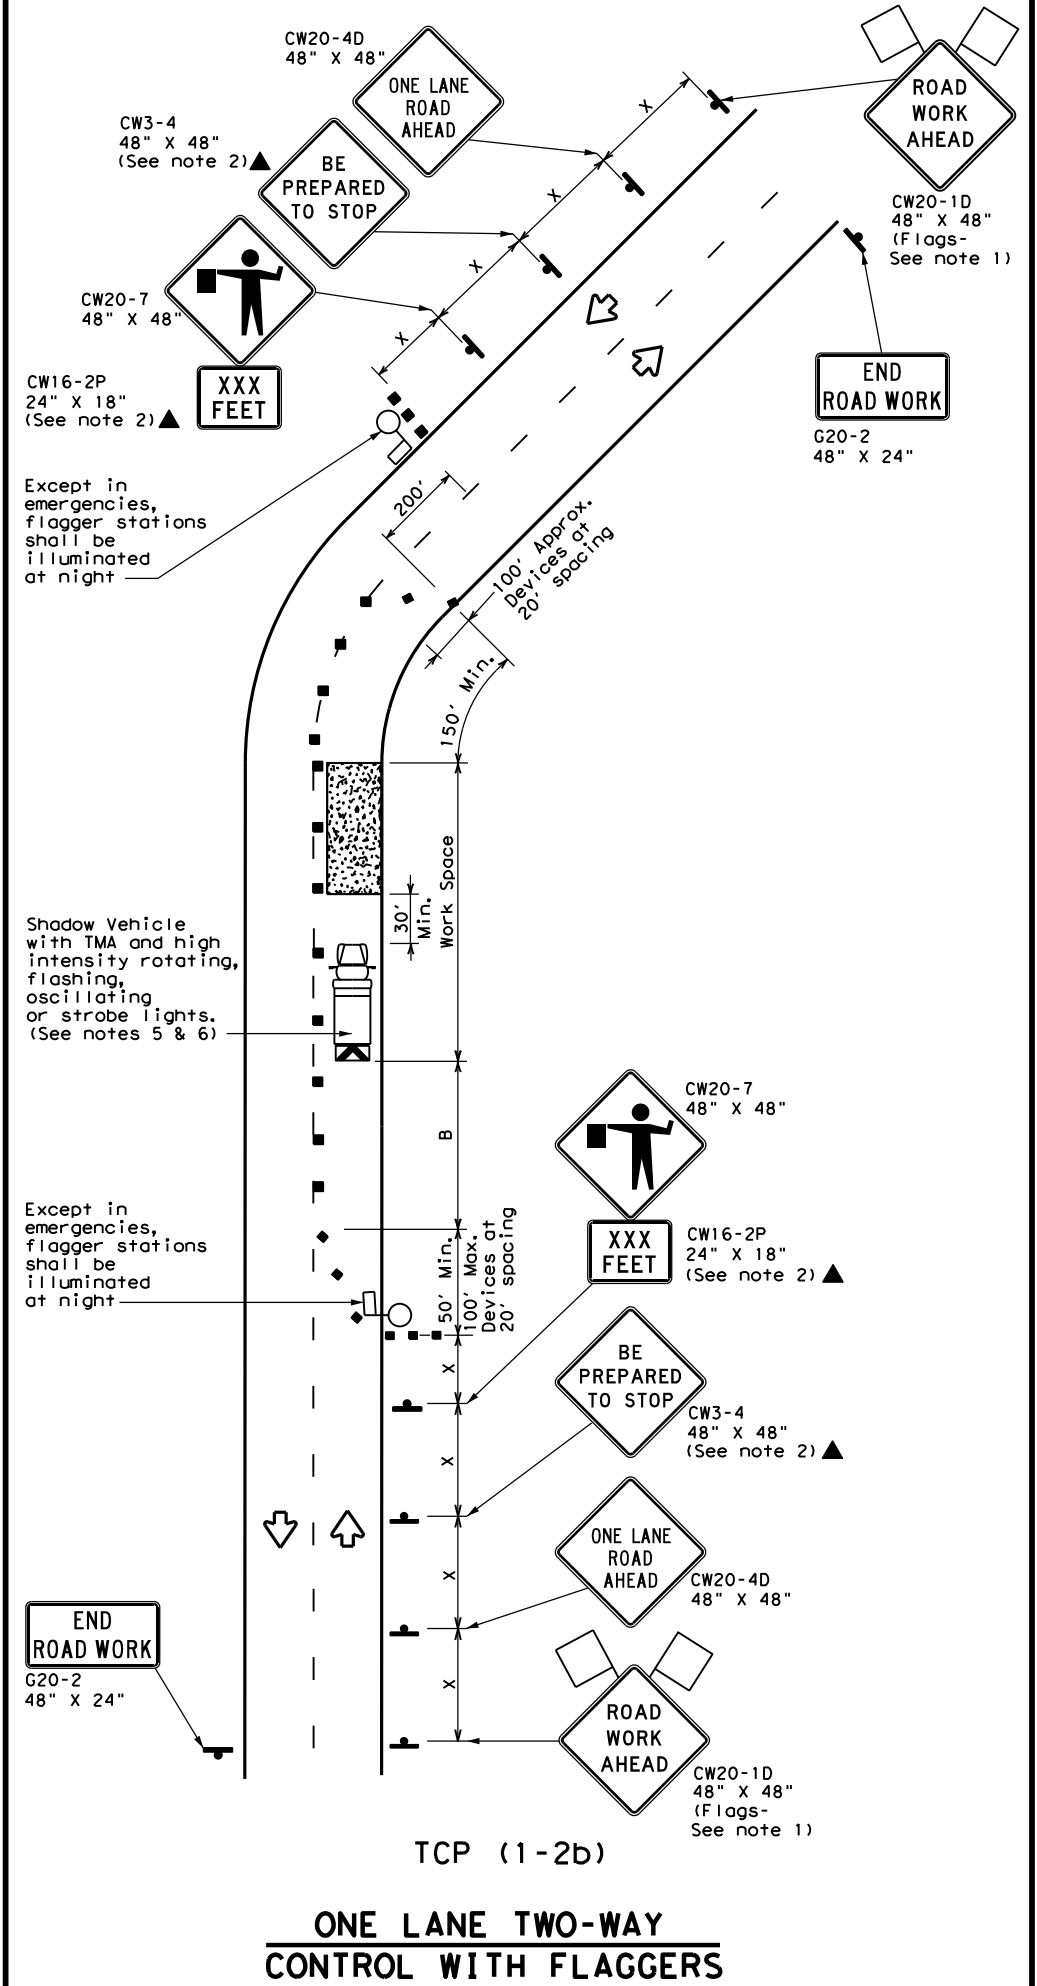 CW20-4D
48" X 48"
ONE LANE
ROAD
AHEAD
ROAD
WORK
AHEAD
CW20-1D
48" X 48"
(Flags-
See note 1)
CW3-4
48" X 48"
(See note 2)
BE
PREPARED
TO STOP
CW20-7
48" X 48"
CW16-2P
24" X 18"
(See note 2)
XXX
FEET
X
X
X
X
END
ROAD WORK
G20-2
48" X 24"
Except in
emergencies,
flagger stations
shall be
illuminated
at night
200'
100' Approx.
Devices at
20' spacing
150' Min.
Work Space
30'
Min.
Shadow Vehicle
with TMA and high
intensity rotating,
flashing,
oscillating
or strobe lights.
(See notes 5 & 6)
B
CW20-7
48" X 48"
XXX
FEET
CW16-2P
24" X 18"
(See note 2)
Except in
emergencies,
flagger stations
shall be
illuminated
at night
50' Min.
100' Max.
Devices at
20' spacing
X
BE
PREPARED
TO STOP
CW3-4
48" X 48"
(See note 2)
X
ONE LANE
ROAD
AHEAD
CW20-4D
48" X 48"
X
END
ROAD WORK
G20-2
48" X 24"
X
ROAD
WORK
AHEAD
CW20-1D
48" X 48"
(Flags-
See note 1)
TCP (1-2b)
ONE LANE TWO-WAY
CONTROL WITH FLAGGERS